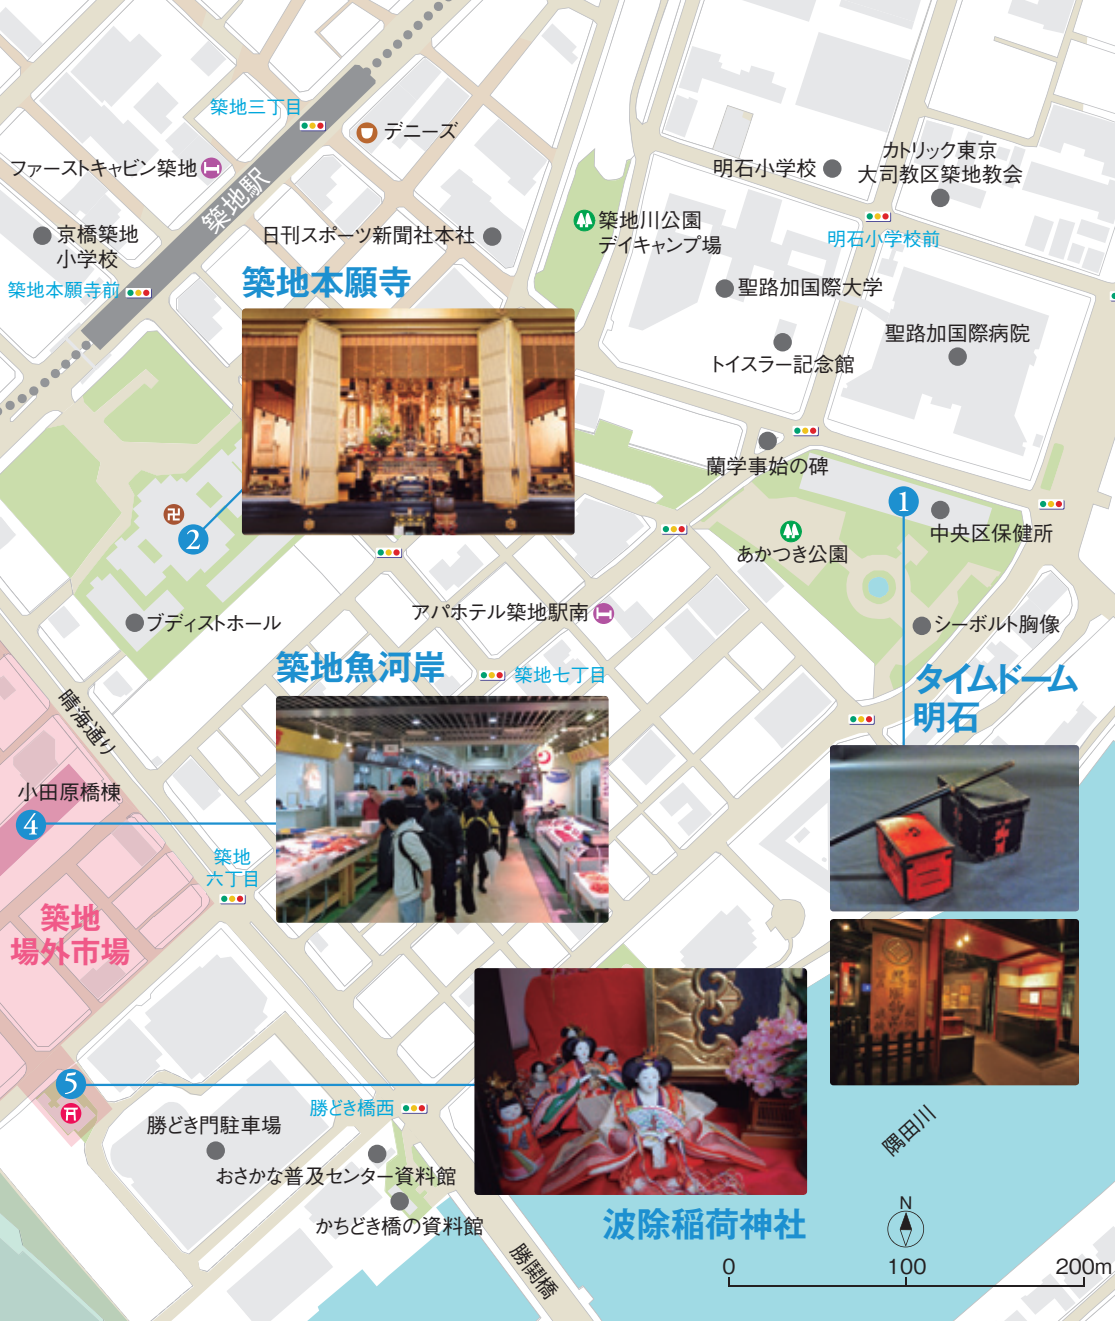 築地三丁目
デニーズ
ファーストキャビン築地
築地駅
明石小学校
カトリック東京
大司教区築地教会
京橋築地
小学校
日刊スポーツ新聞社本社
築地川公園
デイキャンプ場
明石小学校前
築地本願寺前
築地本願寺
聖路加国際大学
聖路加国際病院
トイスラー記念館
蘭学事始の碑
1
中央区保健所
2
あかつき公園
ブディストホール
アパホテル築地駅南
シーボルト胸像
築地魚河岸
築地七丁目
タイムドーム
明石
晴海通り
小田原橋棟
4
築地
六丁目
築地
場外市場
5
勝どき橋西
勝どき門駐車場
おさかな普及センター資料館
かちどき橋の資料館
隅田川
波除稲荷神社
勝鬨橋
N
0 100 200m